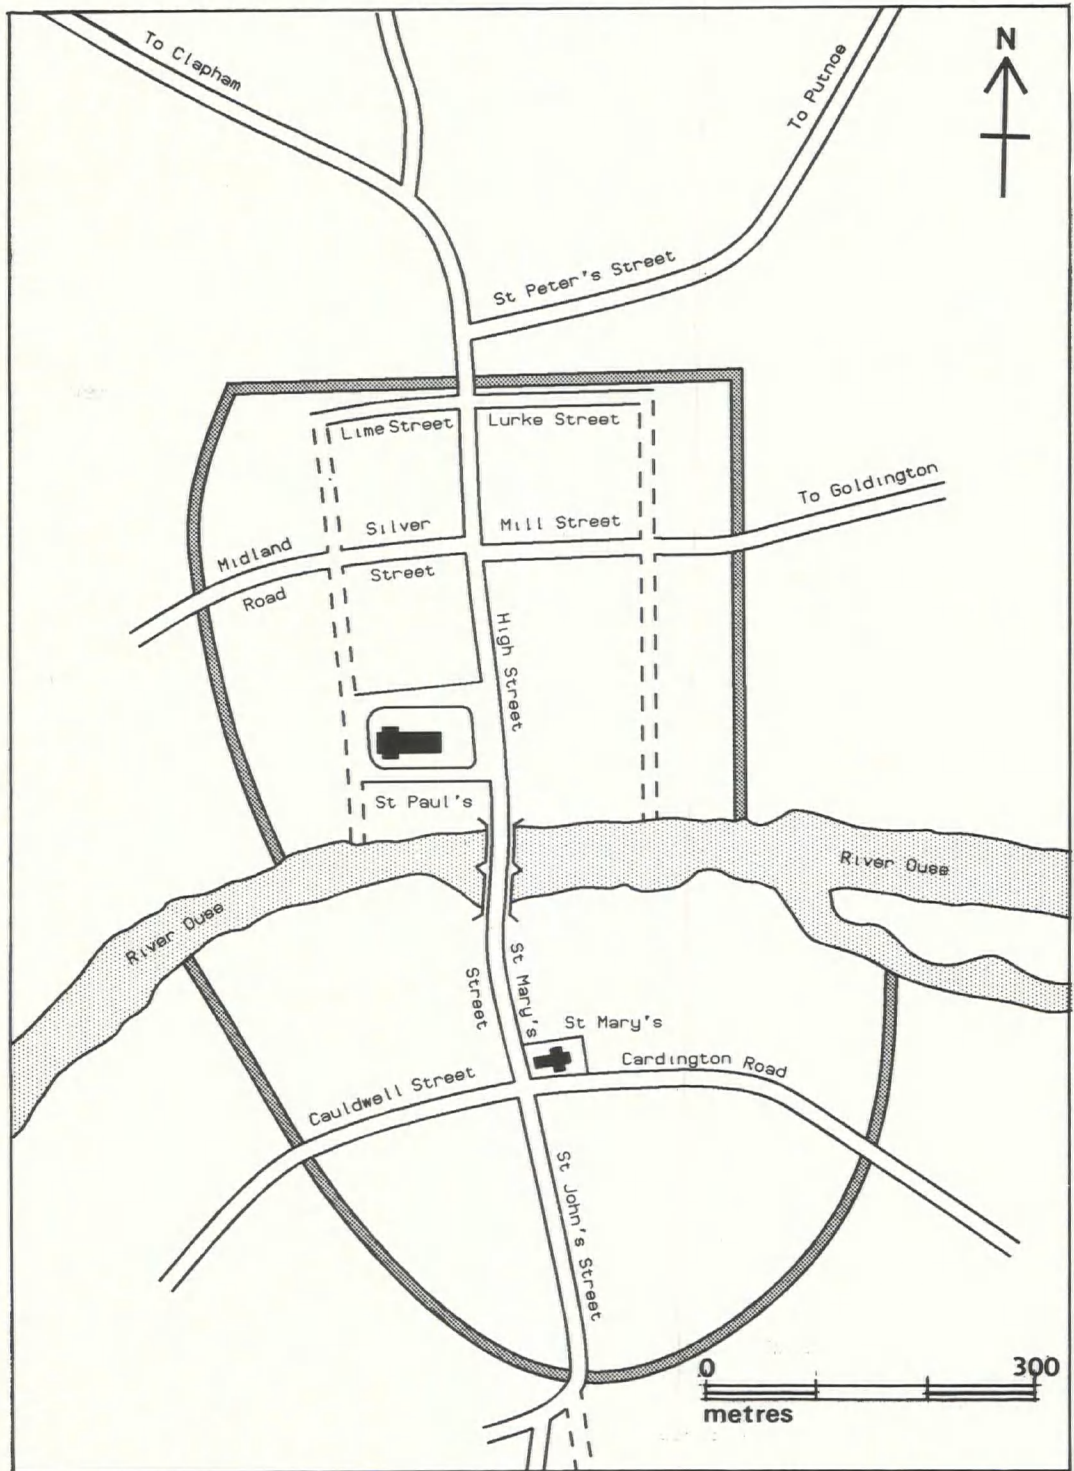 To Clapham
To Putnoe
N
St Peter's Street
Lime Street
Lurke Street
To Goldington
Silver
Street
Mill Street
Midland
Road
High Street
St Paul's
River Ouse
River Ouse
St Mary's
Street
St Mary's
Cardington Road
Cauldwell Street
St John's Street
0 300
metres